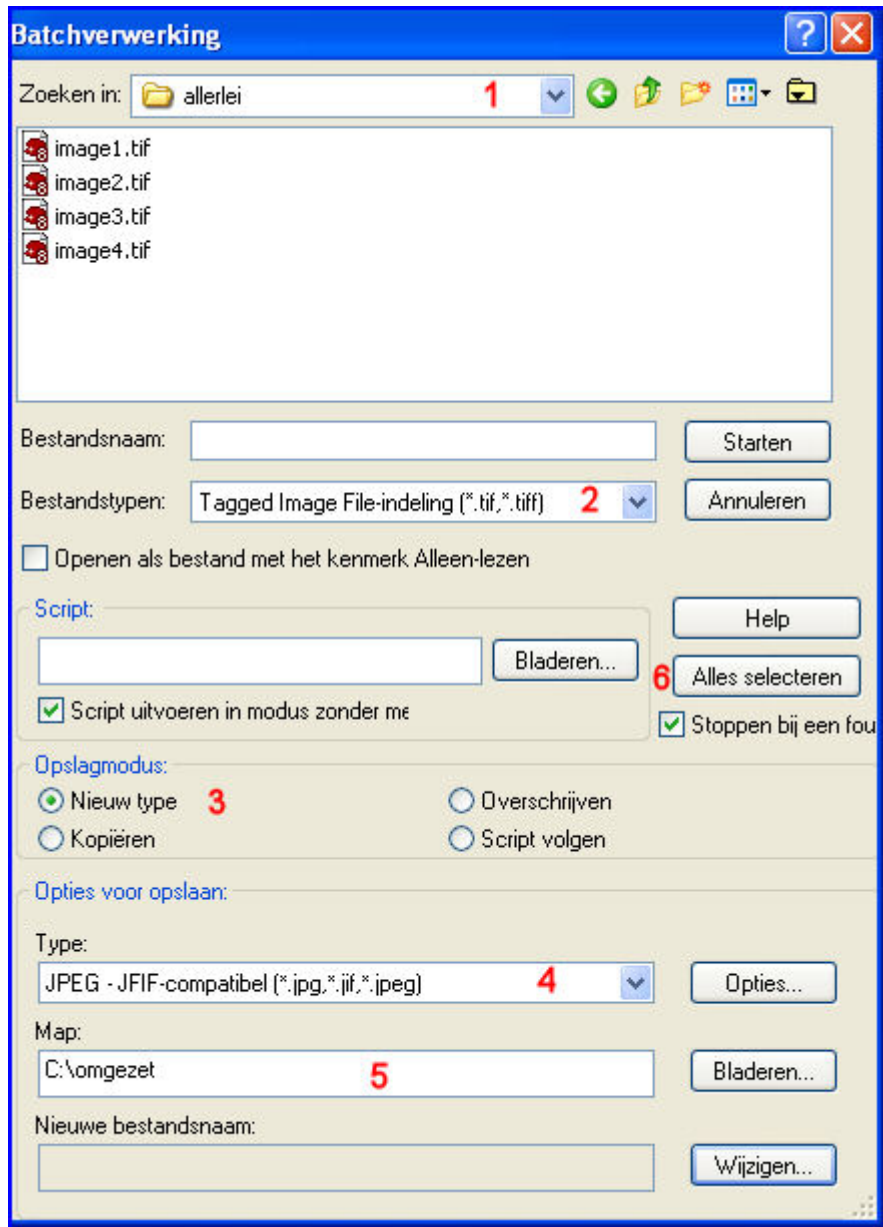 Batchverwerking
Zoeken in: allerlei 1
image1.tif
image2.tif
image3.tif
image4.tif
Bestandsnaam: Starten
Bestandstypen: Tagged Image File-indeling (*.tif,*.tiff) 2 Annuleren
Openen als bestand met het kenmerk Alleen-lezen
Script: Help
Bladeren... 6 Alles selecteren
Script uitvoeren in modus zonder me Stoppen bij een fou
Opslagmodus:
Nieuw type 3 Overschrijven
Kopiëren Script volgen
Opties voor opslaan:
Type:
JPEG - JFIF-compatibel (*.jpg,*.jif,*.jpeg) 4 Opties...
Map:
C:\omgezet 5 Bladeren...
Nieuwe bestandsnaam:
Wijzigen...